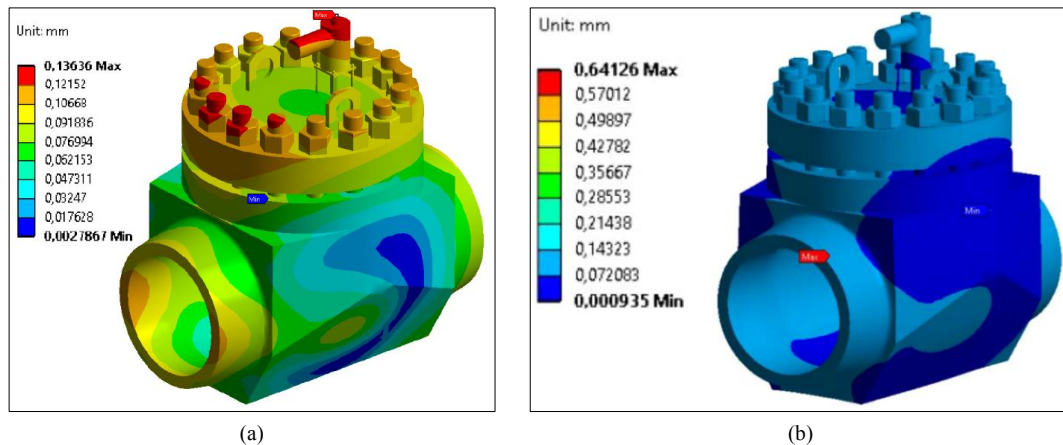 Unit: mm
0,13636 Max
0,12152
0,10668
0,091836
0,076994
0,062153
0,047311
0,03247
0,017628
0,0027867 Min
Max
Min
(a)
Unit: mm
0,64126 Max
0,57012
0,49897
0,42782
0,35667
0,28553
0,21438
0,14323
0,072083
0,000935 Min
Max
Min
(b)